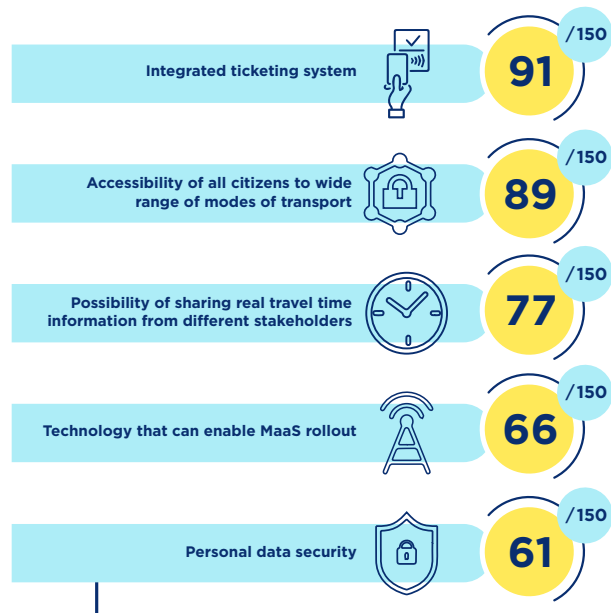 Integrated ticketing system
91
/150
Accessibility of all citizens to wide
range of modes of transport
89
/150
Possibility of sharing real travel time
information from different stakeholders
77
/150
Technology that can enable MaaS rollout
66
/150
Personal data security
61
/150